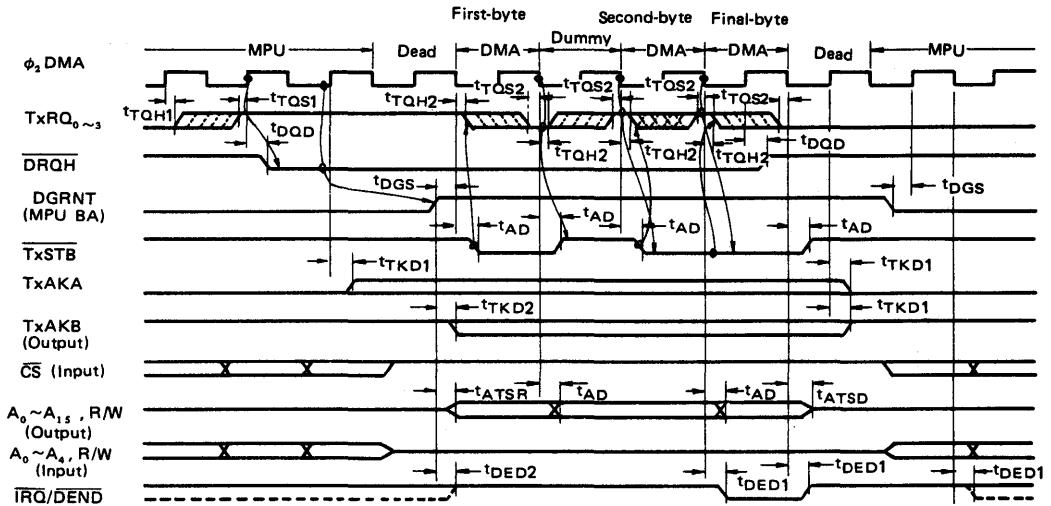 First-byte Second-byte Final-byte
MPU Dead DMA Dummy DMA DMA Dead MPU
φ2 DMA
tTQH1 tTQS1 tTQH2 tTQS2 tTQS2 tTQS2 tTQS2
TxRQ0~3
tDQD tTQH2 tTQH2 tTQH2 tDQD
DRQH
tDGS tDGS
DGRNT
(MPU BA)
tAD tAD tAD tAD
TxSTB
tTKD1 tTKD1
TxAKA
tTKD2 tTKD1
TxAKB
(Output)
CS (Input)
tATSR tAD tAD tATSD
A0~A15, R/W
(Output)
A0~A4, R/W
(Input)
tDED2 tDED1 tDED1 tDED1
IRQ/DEND